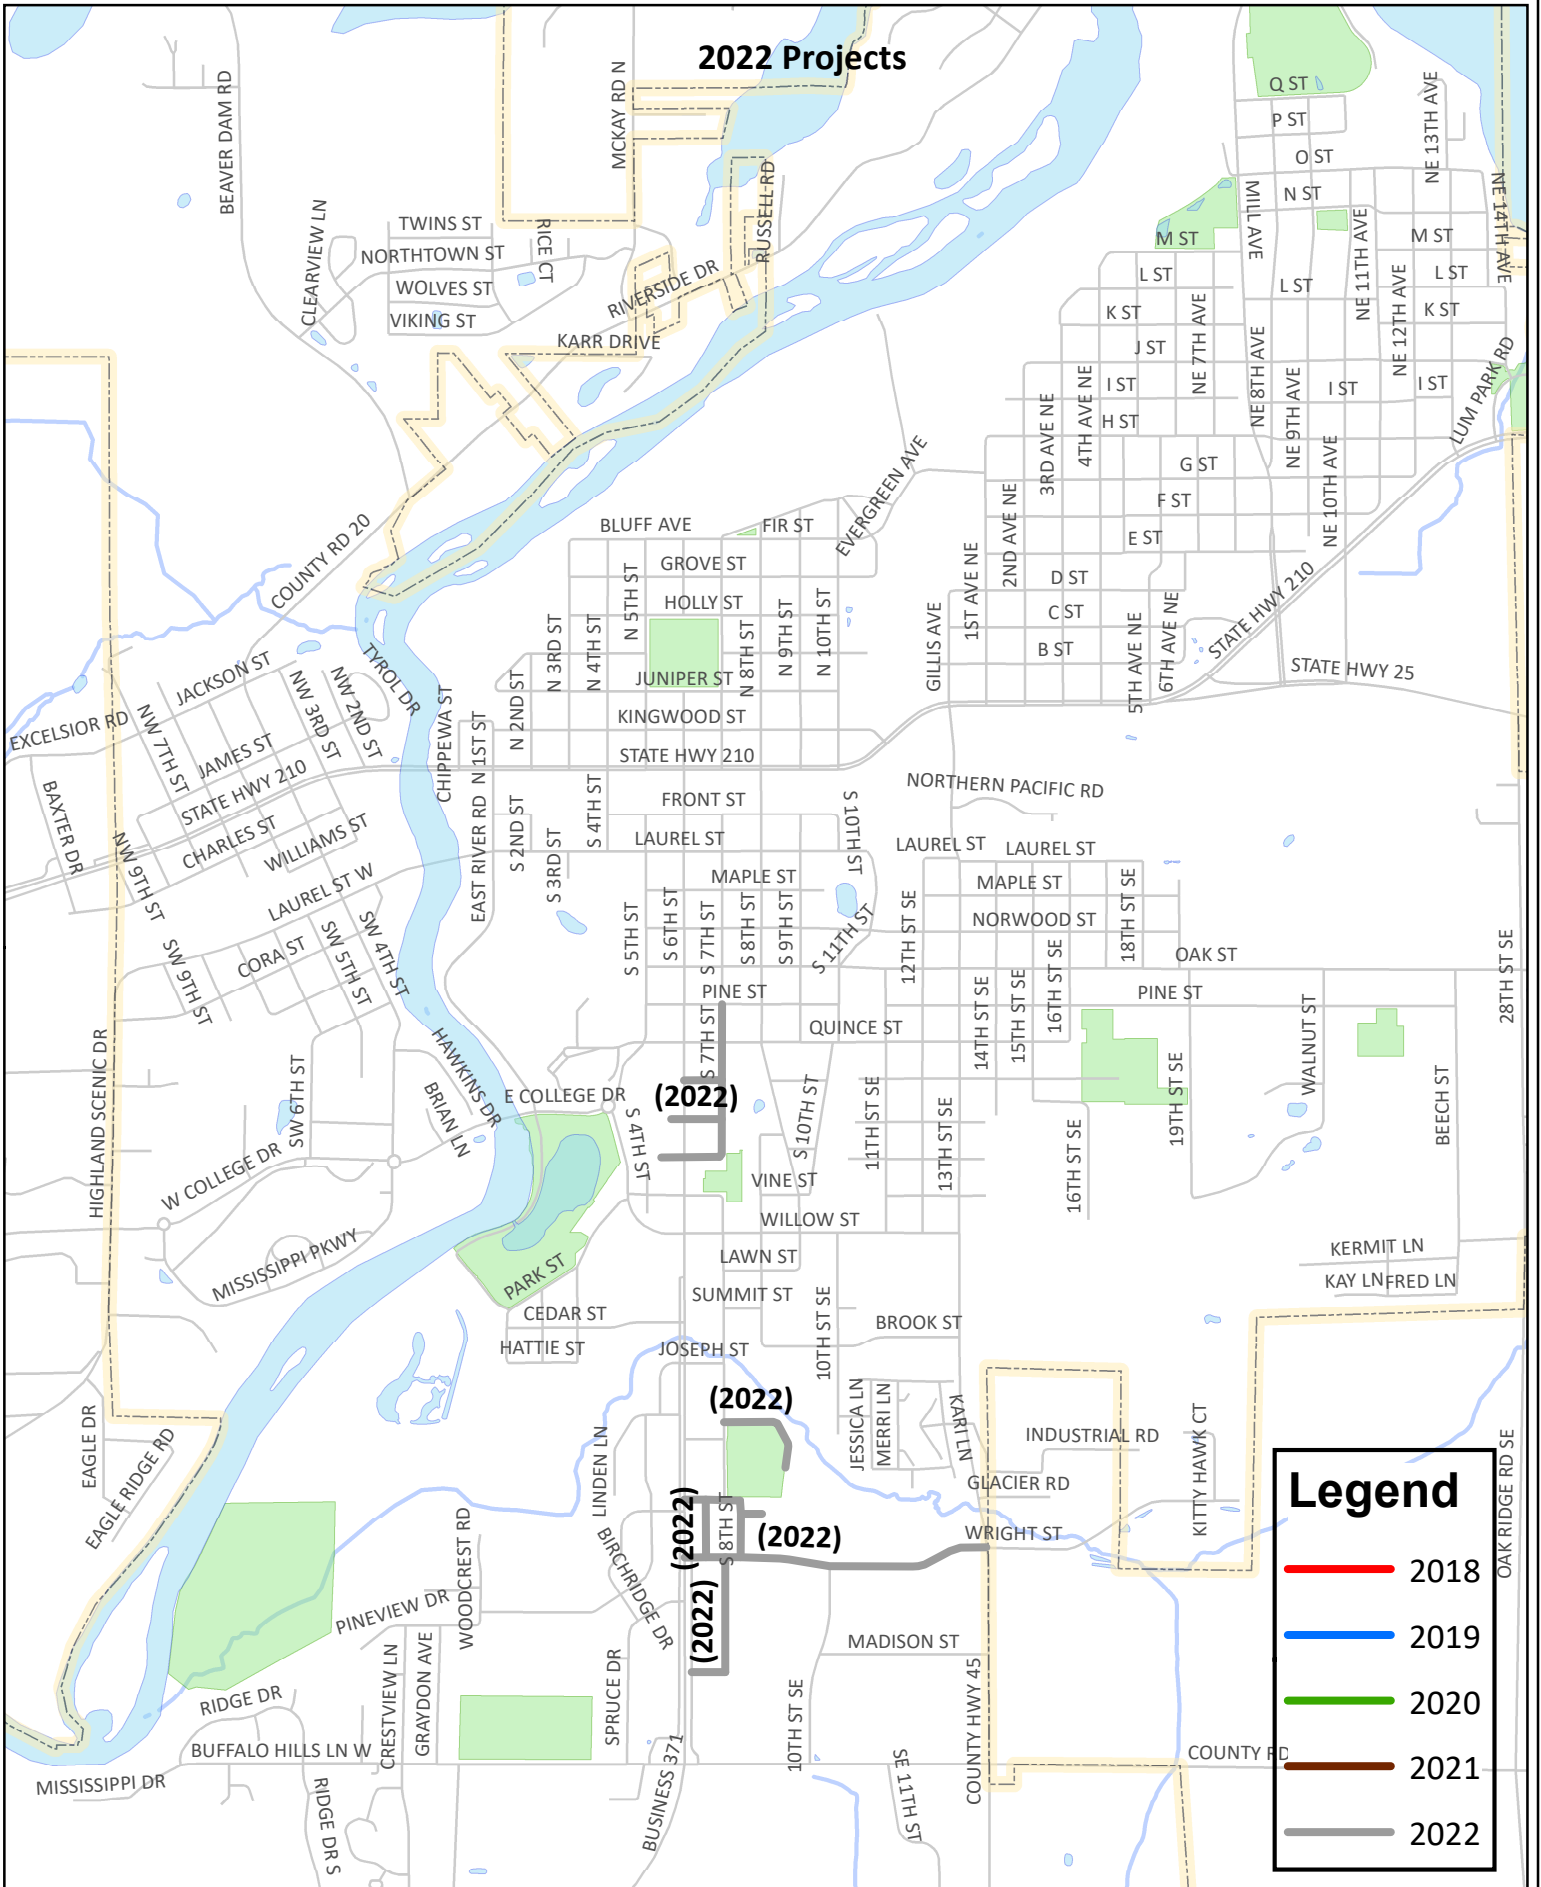 2022 Projects
Q ST
P ST
O ST
N ST
NE 13TH AVE
NE 14TH AVE
BEAVER DAM RD
MCKAY RD N
RUSSELL RD
CLEARVIEW LN
TWINS ST
NORTHTOWN ST
RICE CT
WOLVES ST
VIKING ST
RIVERSIDE DR
KARR DRIVE
MILL AVE
M ST
M ST
L ST
L ST
L ST
NE 11TH AVE
K ST
K ST
NE 12TH AVE
NE 7TH AVE
J ST
NE 8TH AVE
I ST
I ST
I ST
LUM PARK RD
NE 9TH AVE
H ST
4TH AVE NE
3RD AVE NE
G ST
F ST
E ST
NE 10TH AVE
2ND AVE NE
1ST AVE NE
D ST
C ST
B ST
5TH AVE NE
6TH AVE NE
STATE HWY 210
STATE HWY 25
GILLIS AVE
EVERGREEN AVE
BLUFF AVE
FIR ST
GROVE ST
HOLLY ST
N 5TH ST
N 3RD ST
N 4TH ST
N 8TH ST
N 9TH ST
N 10TH ST
JUNIPER ST
KINGWOOD ST
STATE HWY 210
N 2ND ST
N 1ST ST
COUNTY RD 20
TYROL DR
CHIPPEWA ST
JACKSON ST
EXCELSIOR RD
NW 7TH ST
NW 3RD ST
NW 2ND ST
JAMES ST
STATE HWY 210
CHARLES ST
WILLIAMS ST
BAXTER DR
NW 9TH ST
LAUREL ST W
EAST RIVER RD
S 2ND ST
S 3RD ST
S 4TH ST
FRONT ST
LAUREL ST
S 10TH ST
NORTHERN PACIFIC RD
LAUREL ST
LAUREL ST
MAPLE ST
MAPLE ST
NORWOOD ST
S 5TH ST
S 6TH ST
S 7TH ST
S 8TH ST
S 9TH ST
S 11TH ST
12TH ST SE
18TH ST SE
OAK ST
28TH ST SE
SW 9TH ST
CORA ST
SW 5TH ST
SW 4TH ST
PINE ST
PINE ST
QUINCE ST
S 7TH ST
14TH ST SE
15TH ST SE
16TH ST SE
WALNUT ST
HIGHLAND SCENIC DR
SW 6TH ST
HAWKINS DR
BRIAN LN
E COLLEGE DR
(2022)
S 4TH ST
S 10TH ST
11TH ST SE
13TH ST SE
16TH ST SE
19TH ST SE
BEECH ST
W COLLEGE DR
VINE ST
WILLOW ST
MISSISSIPPI PKWY
PARK ST
LAWN ST
KERMIT LN
KAY LN
FRED LN
SUMMIT ST
CEDAR ST
HATTIE ST
JOSEPH ST
10TH ST SE
BROOK ST
(2022)
JESSICA LN
MERRI LN
KARI LN
INDUSTRIAL RD
KITTY HAWK CT
GLACIER RD
WRIGHT ST
EAGLE DR
EAGLE RIDGE RD
LINDEN LN
(2022)
S 8TH ST
(2022)
OAK RIDGE RD SE
WOODCREST RD
BIRCHRIDGE DR
PINEVIEW DR
(2022)
MADISON ST
CRESTVIEW LN
GRAYDON AVE
SPRUCE DR
RIDGE DR
BUFFALO HILLS LN W
MISSISSIPPI DR
RIDGE DR S
BUSINESS 371
10TH ST SE
SE 11TH ST
COUNTY HWY 45
COUNTY RD
Legend
2018
2019
2020
2021
2022